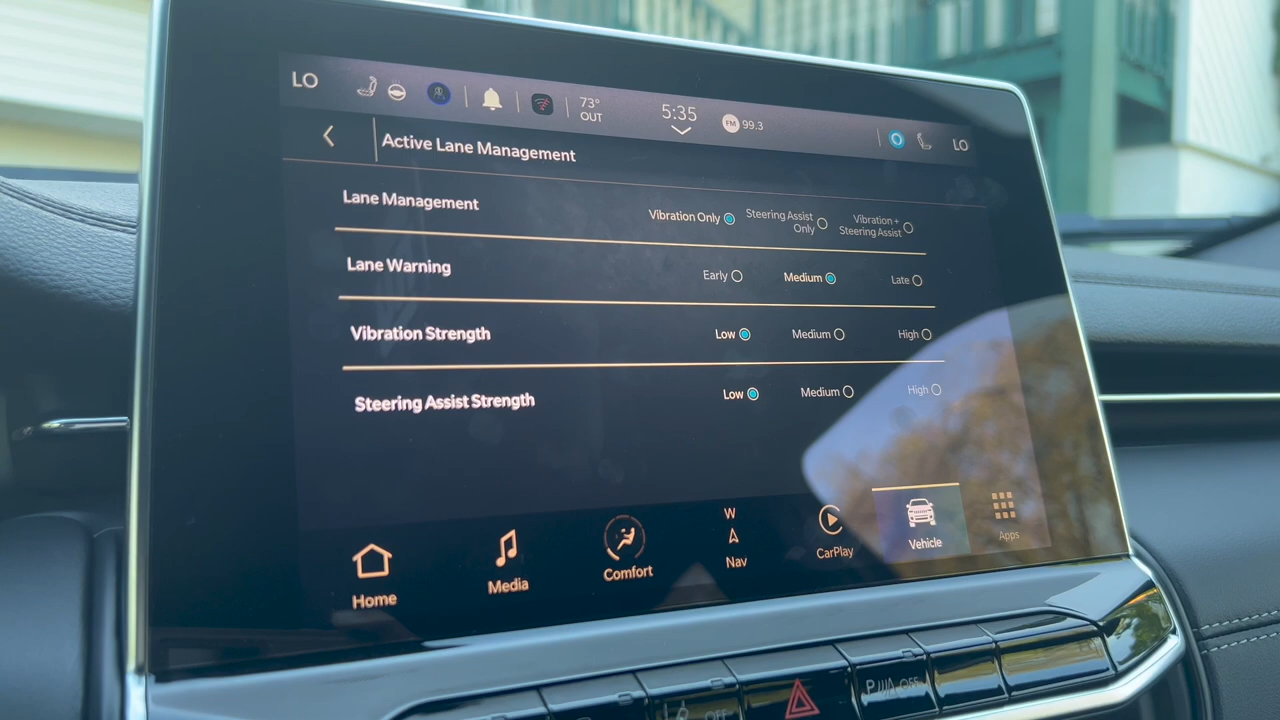 LO 73° 5:35 FM 99.3 LO
OUT
Active Lane Management
Lane Management Vibration Only Steering Assist Only Vibration + Steering Assist
Lane Warning Early Medium Late
Vibration Strength Low Medium High
Steering Assist Strength Low Medium High
W
Home Media Comfort Nav CarPlay Vehicle Apps
OFF P OFF